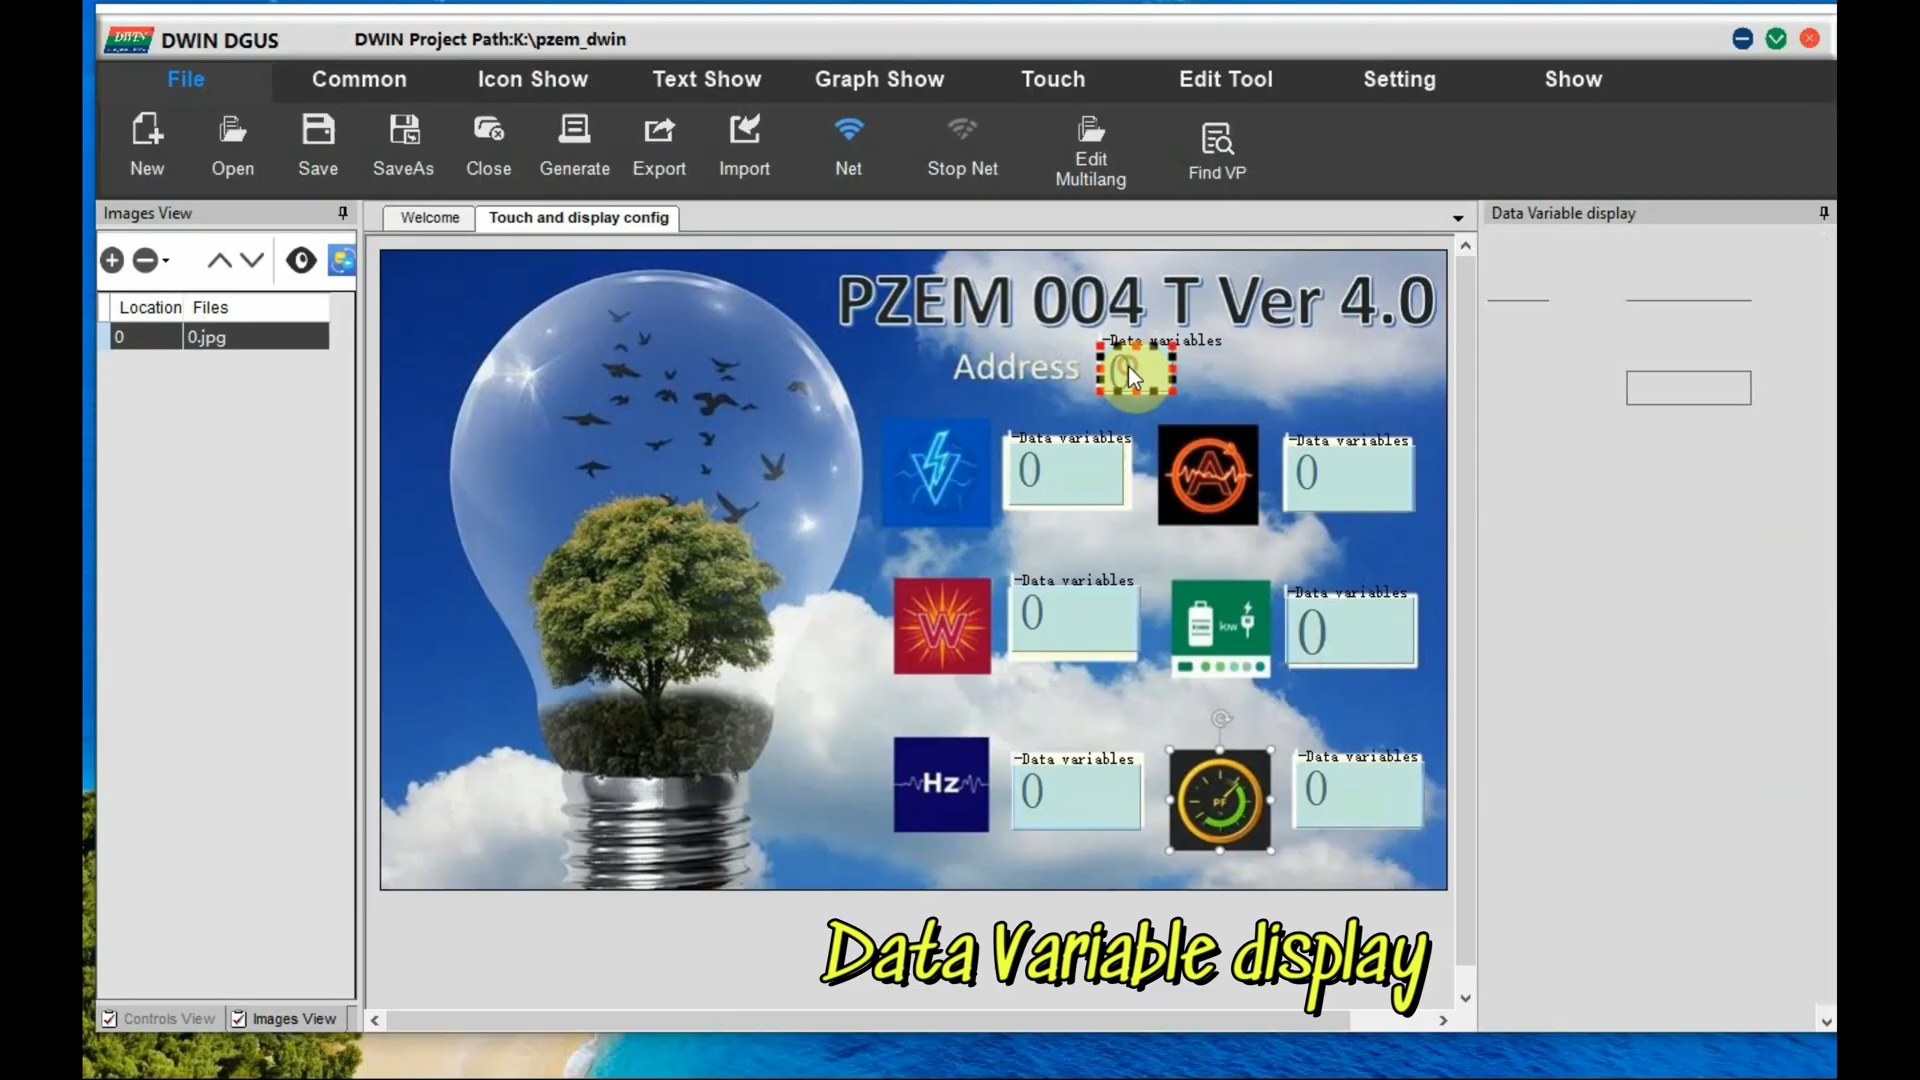 DWIN DWIN DGUS DWIN Project Path:K:\pzem_dwin
File Common Icon Show Text Show Graph Show Touch Edit Tool Setting Show
New Open Save SaveAs Close Generate Export Import Net Stop Net Edit Multilang Find VP
Images View
Welcome Touch and display config
Data Variable display
Location Files
0 0.jpg
PZEM 004 T Ver 4.0
Data variables
Address 0
Data variables Data variables
V 0 A 0
Data variables Data variables
W 0 kow 0
Data variables Data variables
Hz 0 PF 0
Data Variable display
Controls View Images View